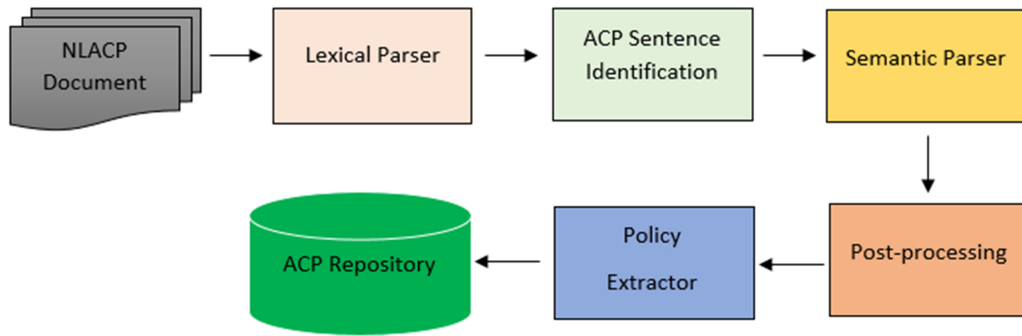 NLACP
Document
Lexical Parser
ACP Sentence
Identification
Semantic Parser
Post-processing
Policy
Extractor
ACP Repository